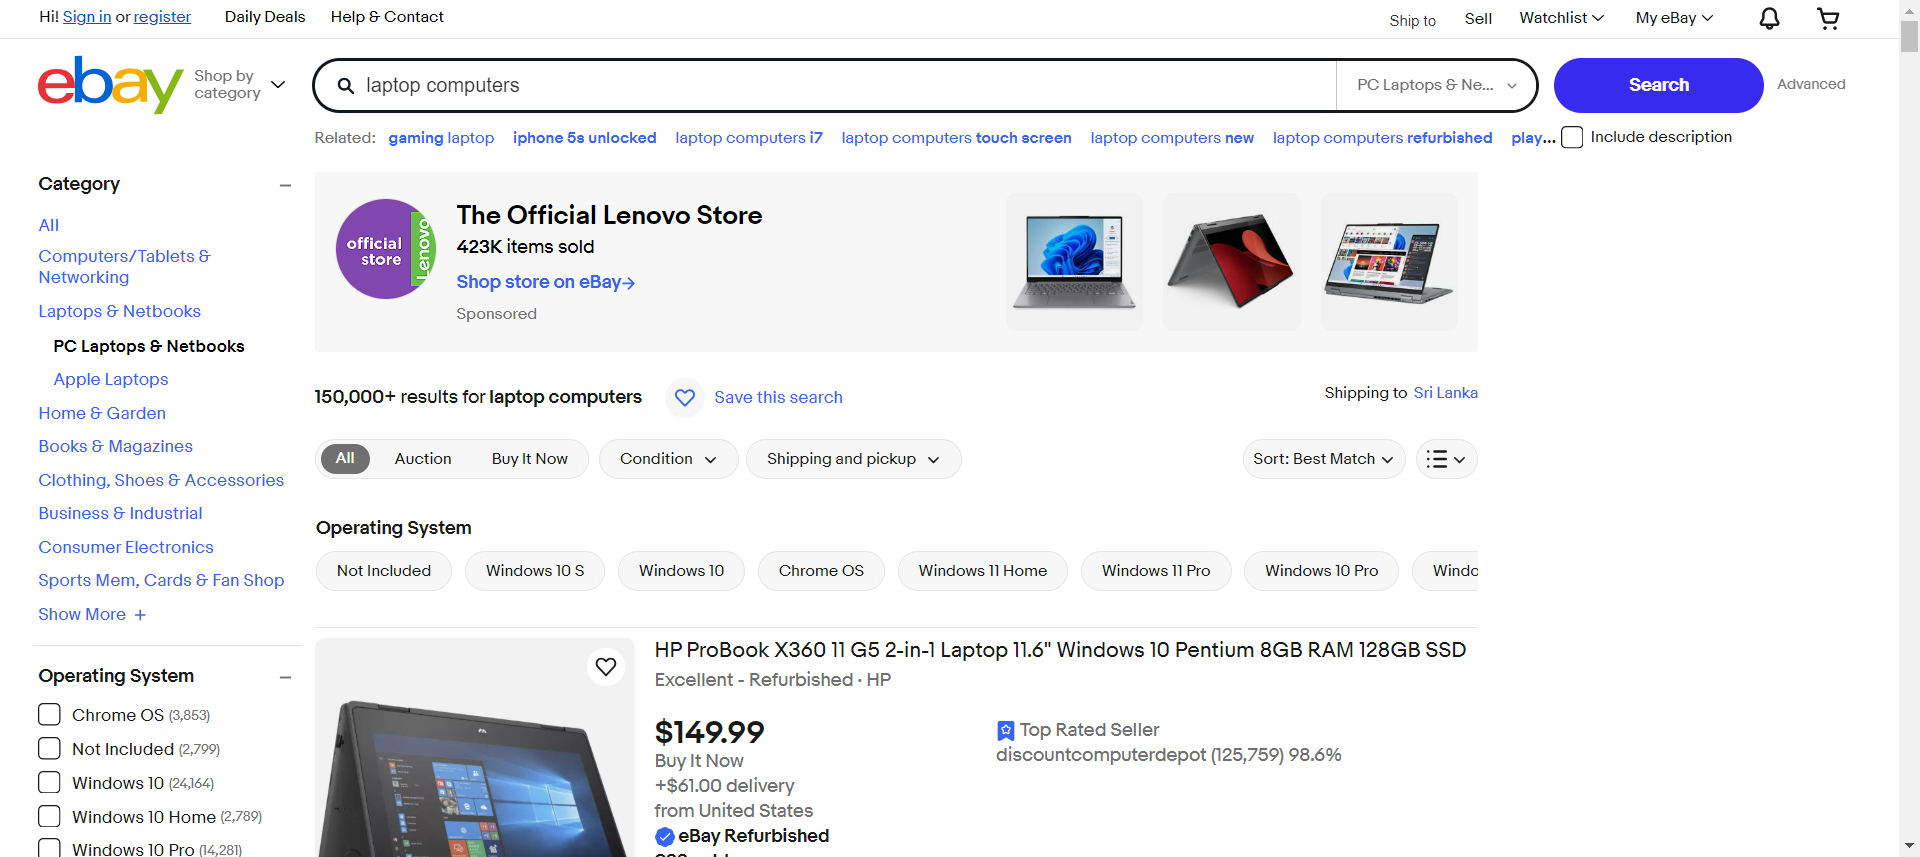 Hi! Sign in or register
Daily Deals
Help & Contact
Ship to
Sell
Watchlist
My eBay
ebay
Shop by
category
laptop computers
PC Laptops & Ne...
Search
Advanced
Related:
gaming laptop
iphone 5s unlocked
laptop computers i7
laptop computers touch screen
laptop computers new
laptop computers refurbished
play...
Include description
Category
All
Computers/Tablets &
Networking
Laptops & Netbooks
PC Laptops & Netbooks
Apple Laptops
Home & Garden
Books & Magazines
Clothing, Shoes & Accessories
Business & Industrial
Consumer Electronics
Sports Mem, Cards & Fan Shop
Show More +
Operating System
Chrome OS (3,853)
Not Included (2,799)
Windows 10 (24,164)
Windows 10 Home (2,789)
Windows 10 Pro (14,281)
official
store
Lenovo
The Official Lenovo Store
423K items sold
Shop store on eBay→
Sponsored
150,000+ results for laptop computers
Save this search
Shipping to Sri Lanka
All
Auction
Buy It Now
Condition
Shipping and pickup
Sort: Best Match
Operating System
Not Included
Windows 10 S
Windows 10
Chrome OS
Windows 11 Home
Windows 11 Pro
Windows 10 Pro
Windo
HP ProBook X360 11 G5 2-in-1 Laptop 11.6" Windows 10 Pentium 8GB RAM 128GB SSD
Excellent - Refurbished · HP
$149.99
Buy It Now
+$61.00 delivery
from United States
eBay Refurbished
Top Rated Seller
discountcomputerdepot (125,759) 98.6%